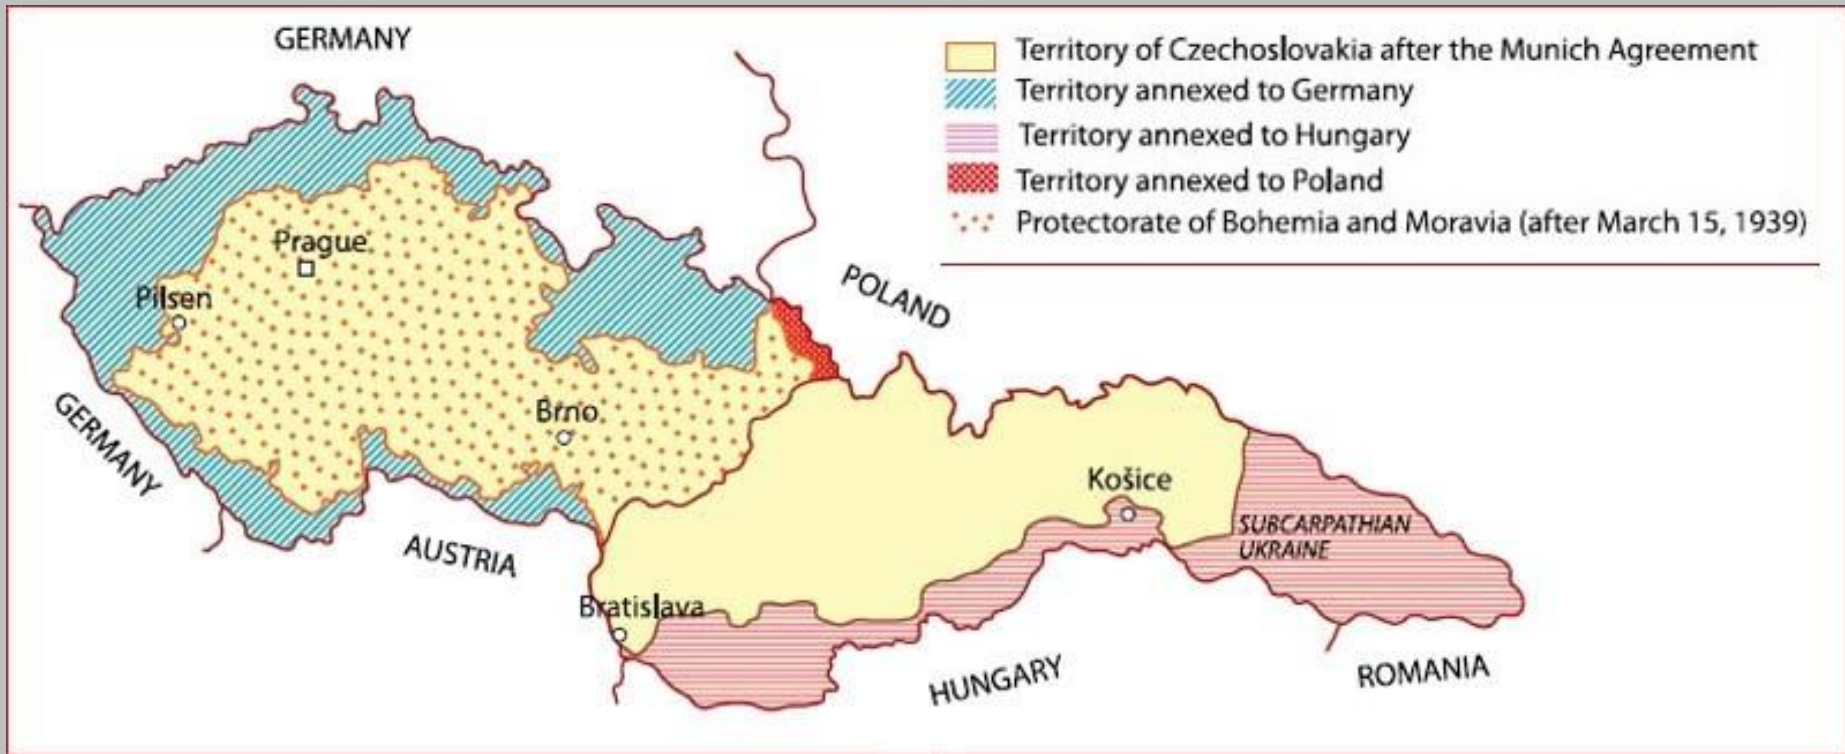 GERMANY
Territory of Czechoslovakia after the Munich Agreement
Territory annexed to Germany
Territory annexed to Hungary
Territory annexed to Poland
Protectorate of Bohemia and Moravia (after March 15, 1939)
Prague
Pilsen
POLAND
GERMANY
Brno
Košice
SUBCARPATHIAN
UKRAINE
AUSTRIA
Bratislava
HUNGARY
ROMANIA